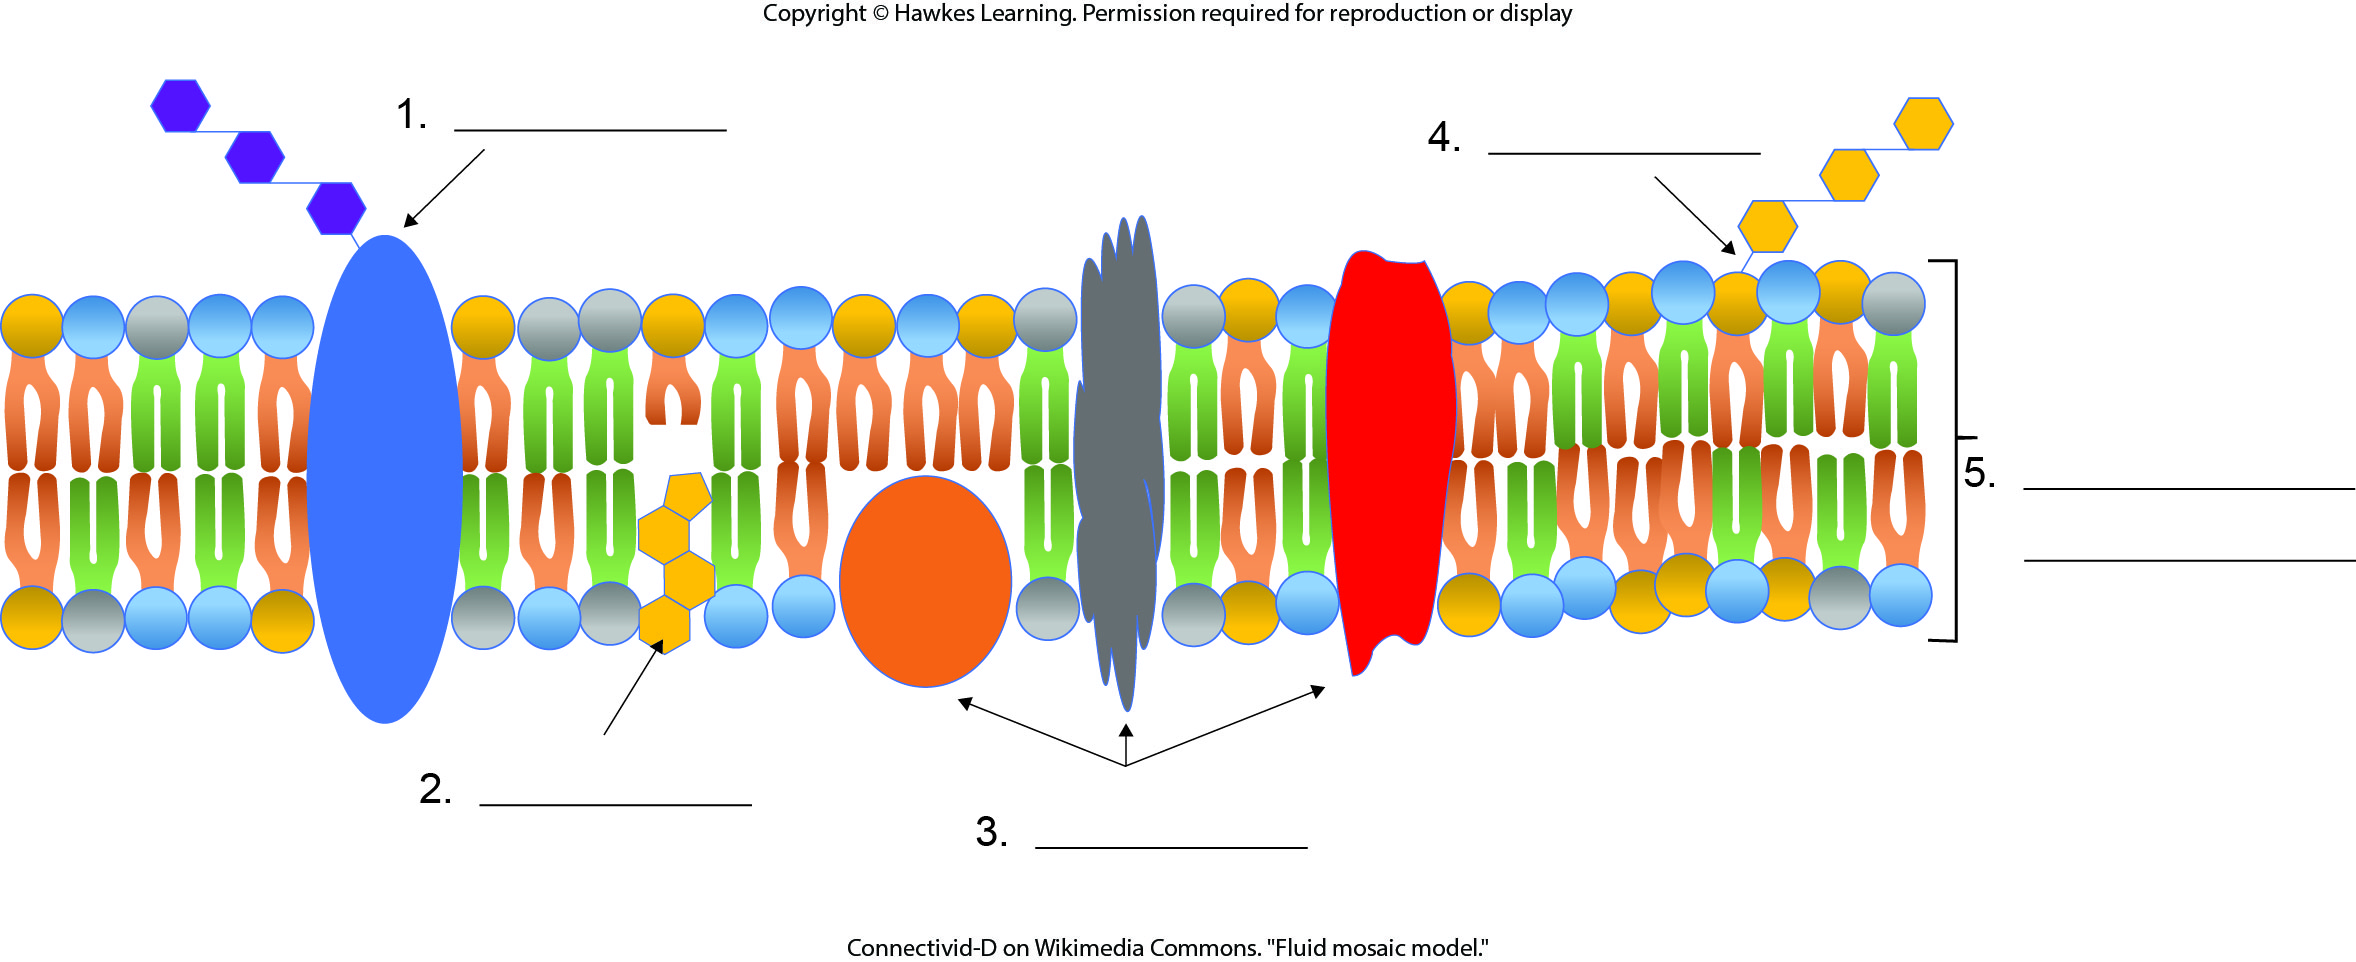 Copyright © Hawkes Learning. Permission required for reproduction or display
1.
4.
5.
2.
3.
Connectivid-D on Wikimedia Commons. "Fluid mosaic model."